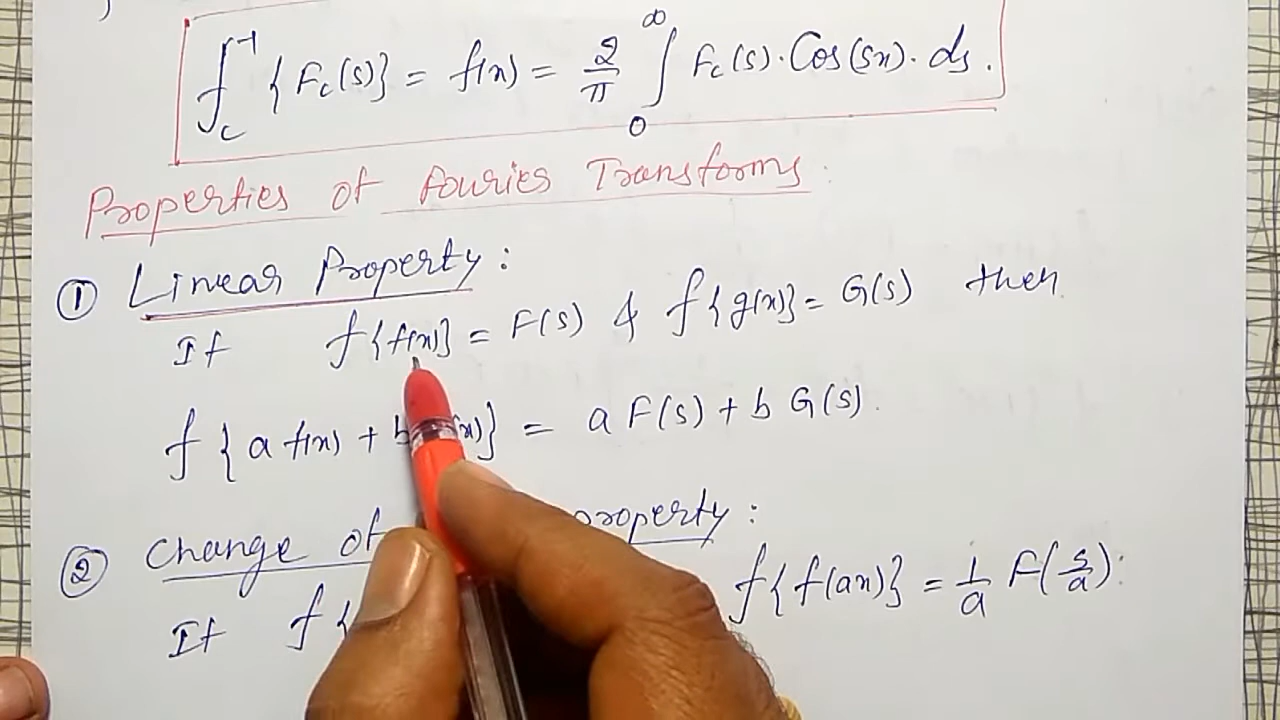 f_c^-1 {F_c(s)} = f(x) = 2/π ∫_0^∞ F_c(s)·Cos(sx)·ds.
Properties of Fouries Transforms:
① Linear Property:
If f{f(x)} = F(s) & f{g(x)} = G(s) then
f{a f(x) + b (x)} = a F(s) + b G(s).
② Change of property:
If f{ f{f(ax)} = 1/a F(s/a):